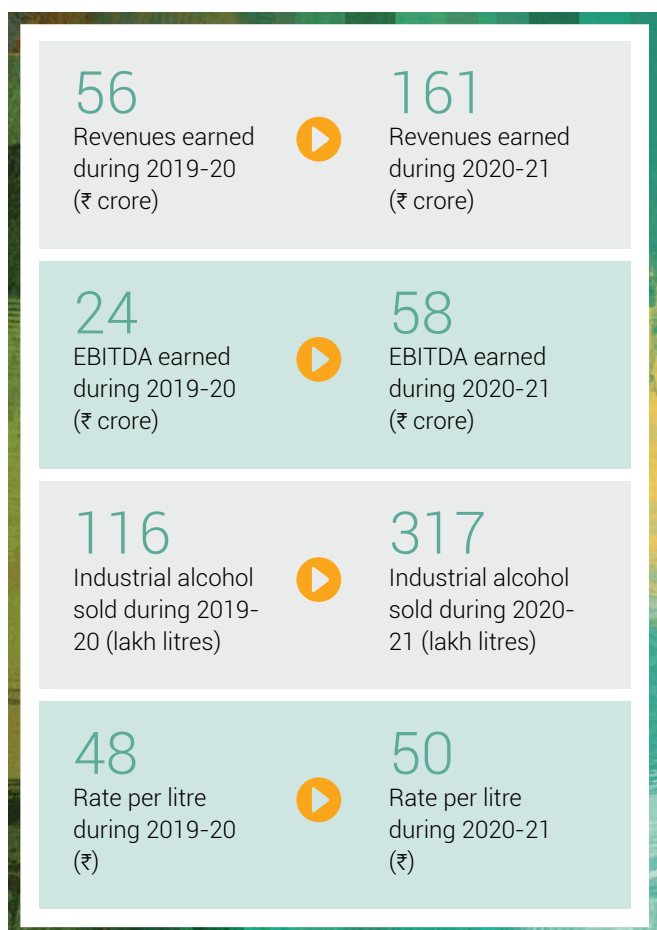 56
Revenues earned
during 2019-20
(₹ crore)
161
Revenues earned
during 2020-21
(₹ crore)
24
EBITDA earned
during 2019-20
(₹ crore)
58
EBITDA earned
during 2020-21
(₹ crore)
116
Industrial alcohol
sold during 2019-
20 (lakh litres)
317
Industrial alcohol
sold during 2020-
21 (lakh litres)
48
Rate per litre
during 2019-20
(₹)
50
Rate per litre
during 2020-21
(₹)